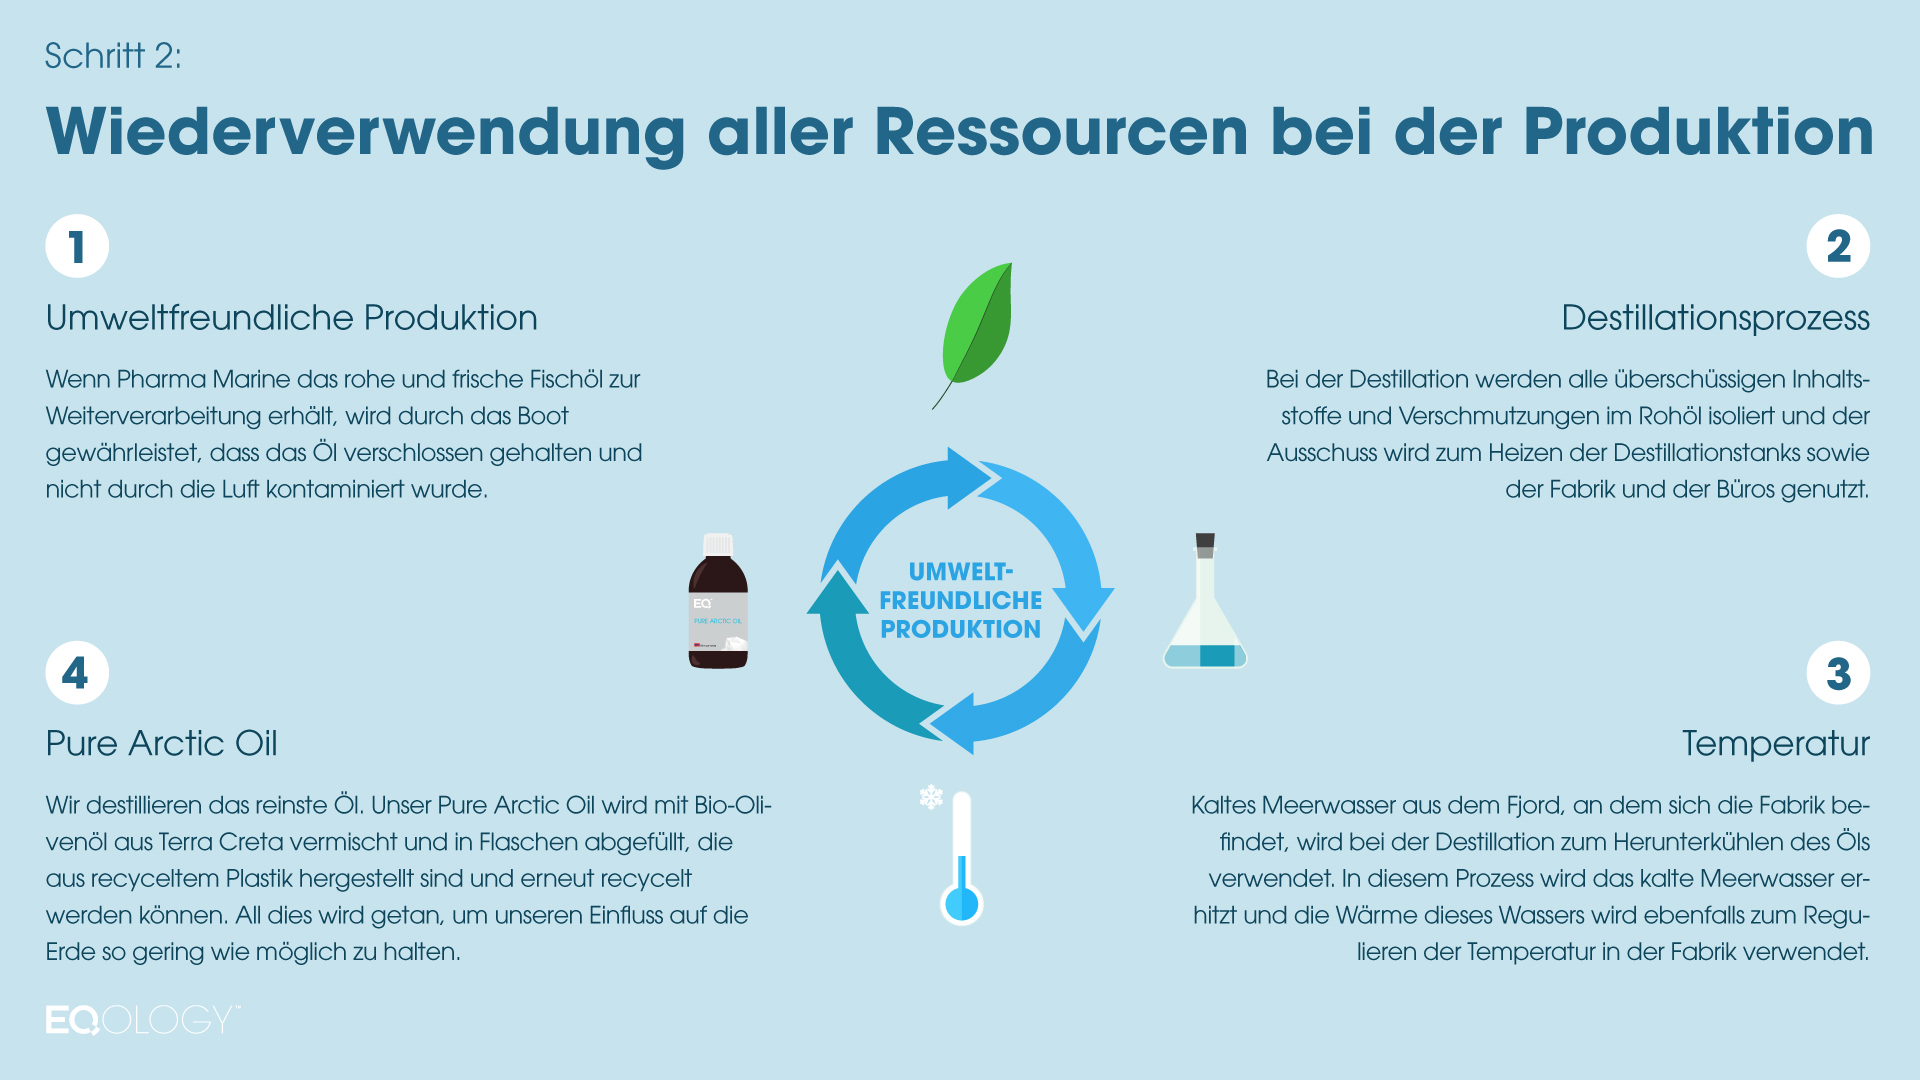 Schritt 2:
Wiederverwendung aller Ressourcen bei der Produktion
1
Umweltfreundliche Produktion
Wenn Pharma Marine das rohe und frische Fischöl zur
Weiterverarbeitung erhält, wird durch das Boot
gewährleistet, dass das Öl verschlossen gehalten und
nicht durch die Luft kontaminiert wurde.
2
Destillationsprozess
Bei der Destillation werden alle überschüssigen Inhalts-
stoffe und Verschmutzungen im Rohöl isoliert und der
Ausschuss wird zum Heizen der Destillationstanks sowie
der Fabrik und der Büros genutzt.
UMWELT-
FREUNDLICHE
PRODUKTION
EQ
PURE ARCTIC OIL
3
Temperatur
Kaltes Meerwasser aus dem Fjord, an dem sich die Fabrik be-
findet, wird bei der Destillation zum Herunterkühlen des Öls
verwendet. In diesem Prozess wird das kalte Meerwasser er-
hitzt und die Wärme dieses Wassers wird ebenfalls zum Regu-
lieren der Temperatur in der Fabrik verwendet.
4
Pure Arctic Oil
Wir destillieren das reinste Öl. Unser Pure Arctic Oil wird mit Bio-Oli-
venöl aus Terra Creta vermischt und in Flaschen abgefüllt, die
aus recyceltem Plastik hergestellt sind und erneut recycelt
werden können. All dies wird getan, um unseren Einfluss auf die
Erde so gering wie möglich zu halten.
EQOLOGY™